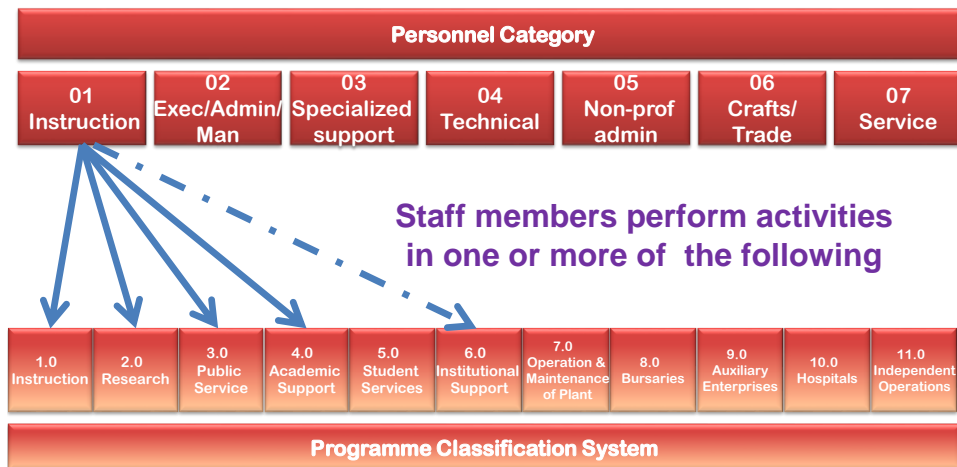 Personnel Category
01
Instruction
02
Exec/Admin/
Man
03
Specialized
support
04
Technical
05
Non-prof
admin
06
Crafts/
Trade
07
Service
Staff members perform activities
in one or more of the following
1.0
Instruction
2.0
Research
3.0
Public
Service
4.0
Academic
Support
5.0
Student
Services
6.0
Institutional
Support
7.0
Operation &
Maintenance
of Plant
8.0
Bursaries
9.0
Auxiliary
Enterprises
10.0
Hospitals
11.0
Independent
Operations
Programme Classification System